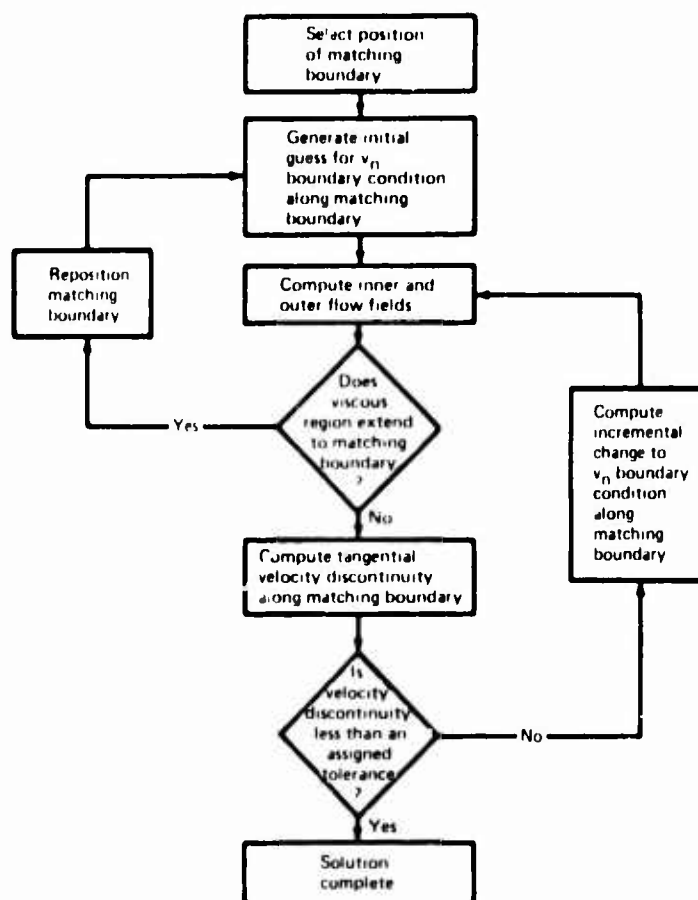 Select position
of matching
boundary
Generate initial
guess for vn
boundary condition
along matching
boundary
Reposition
matching
boundary
Compute inner and
outer flow fields
Does
viscous
region extend
to matching
boundary
?
Yes
No
Compute
incremental
change to
vn boundary
condition
along
matching
boundary
Compute tangential
velocity discontinuity
along matching boundary
Is
velocity
discontinuity
less than an
assigned
tolerance
?
No
Yes
Solution
complete